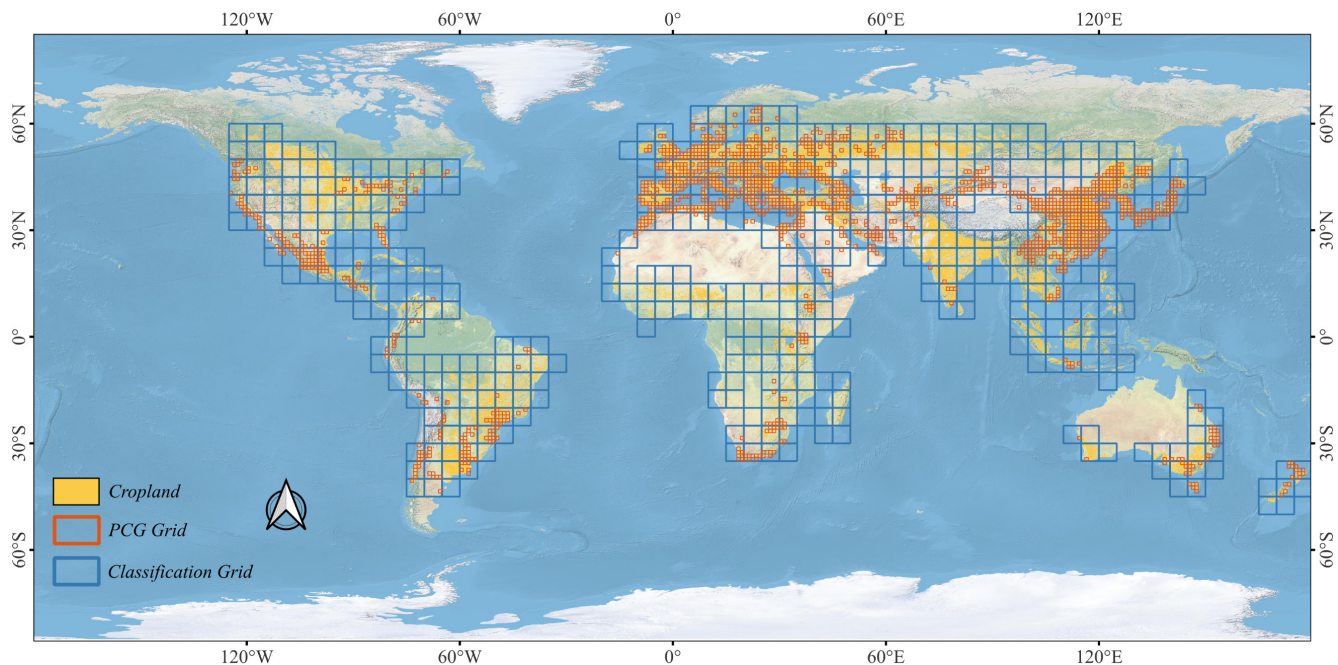 120°W 60°W 0° 60°E 120°E
60°N 60°N
30°N 30°N
0° 0°
30°S 30°S
60°S 60°S
Cropland
PCG Grid
Classification Grid
120°W 60°W 0° 60°E 120°E